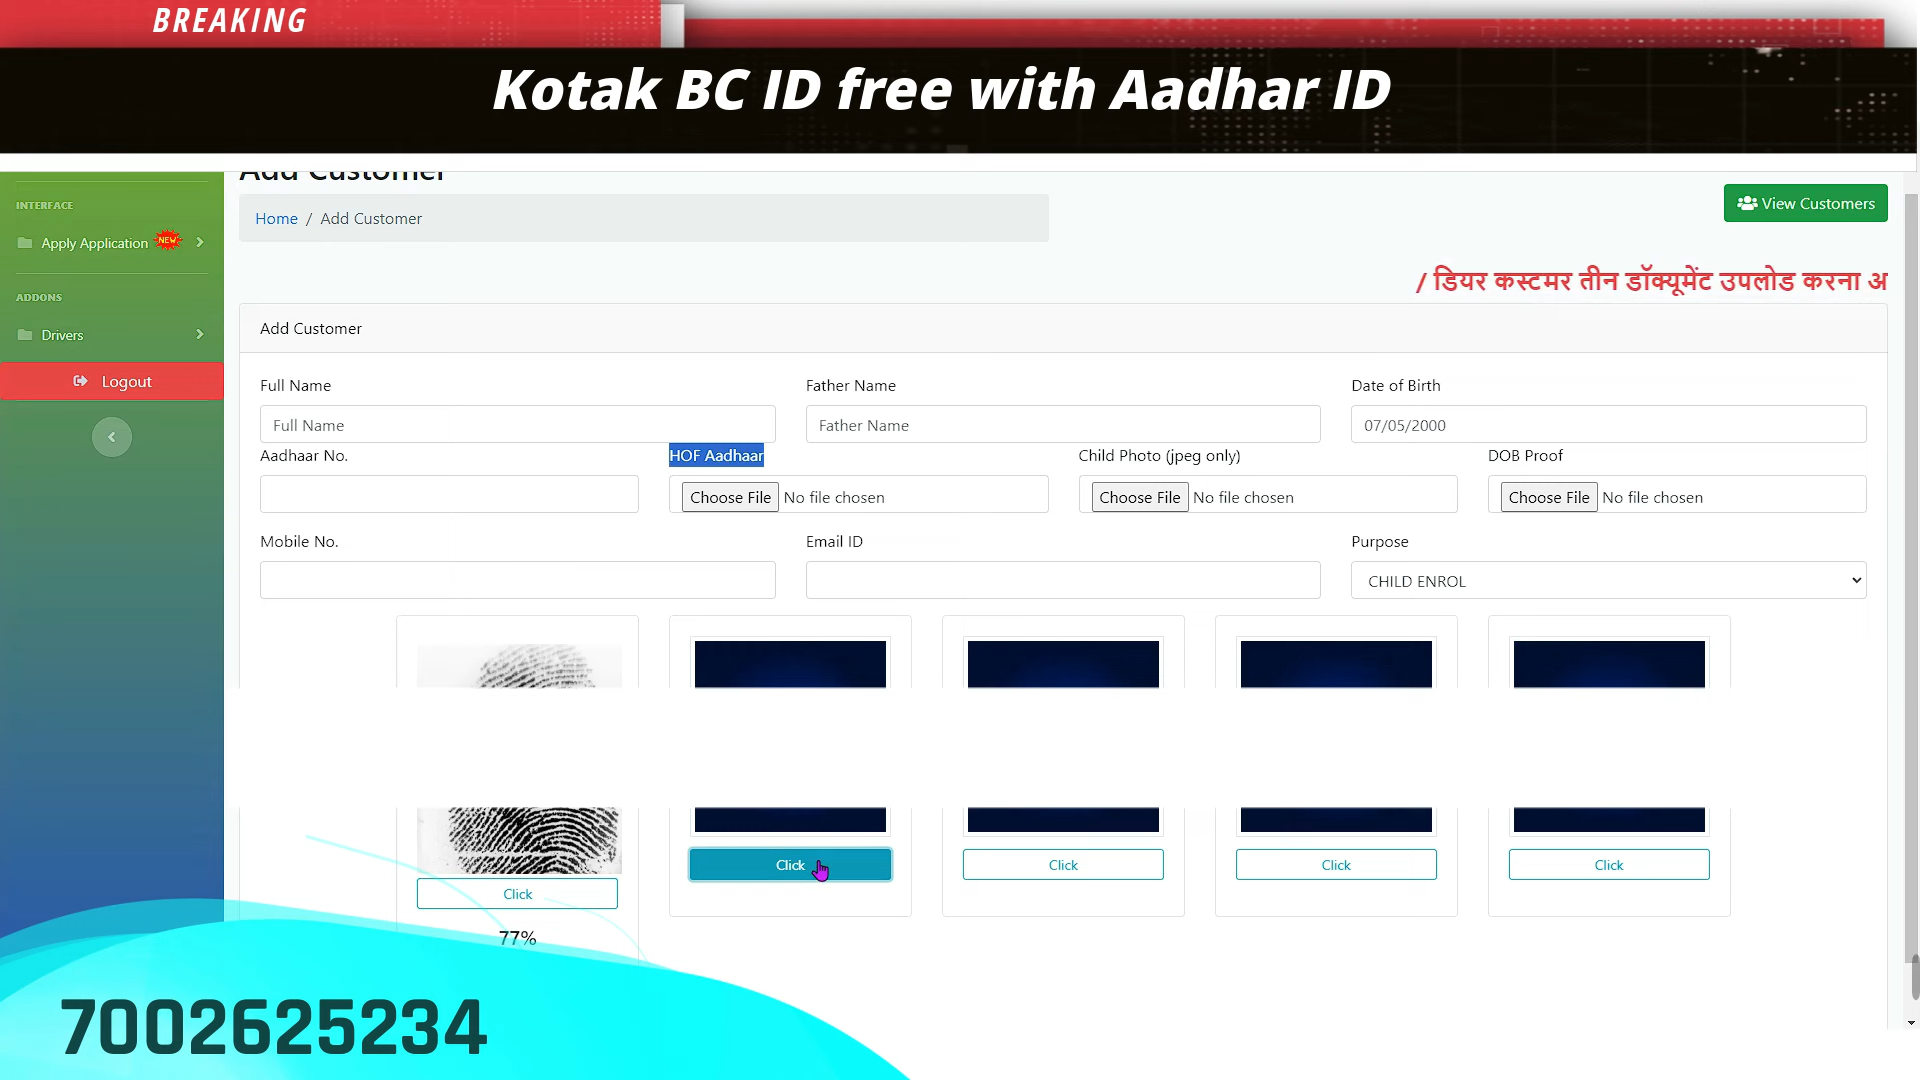 BREAKING
Kotak BC ID free with Aadhar ID
Add Customer
INTERFACE
Home / Add Customer
View Customers
Apply Application NEW
/ डियर कस्टमर तीन डॉक्यूमेंट उपलोड करना अ
ADDONS
Drivers
Add Customer
Logout
Full Name
Father Name
Date of Birth
Full Name
Father Name
07/05/2000
Aadhaar No.
HOF Aadhaar
Child Photo (jpeg only)
DOB Proof
Choose File No file chosen
Choose File No file chosen
Choose File No file chosen
Mobile No.
Email ID
Purpose
CHILD ENROL
Click
Click
Click
Click
Click
77%
7002625234